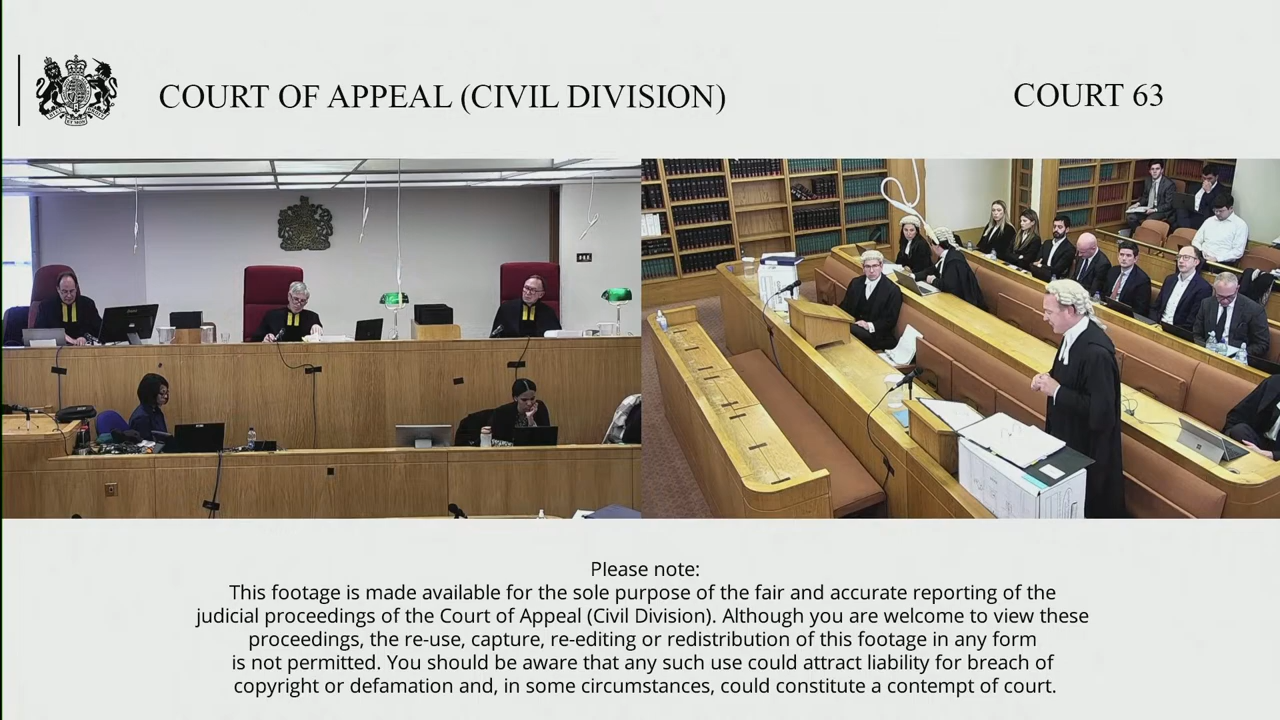 COURT OF APPEAL (CIVIL DIVISION)
COURT 63
Please note:
This footage is made available for the sole purpose of the fair and accurate reporting of the
judicial proceedings of the Court of Appeal (Civil Division). Although you are welcome to view these
proceedings, the re-use, capture, re-editing or redistribution of this footage in any form
is not permitted. You should be aware that any such use could attract liability for breach of
copyright or defamation and, in some circumstances, could constitute a contempt of court.